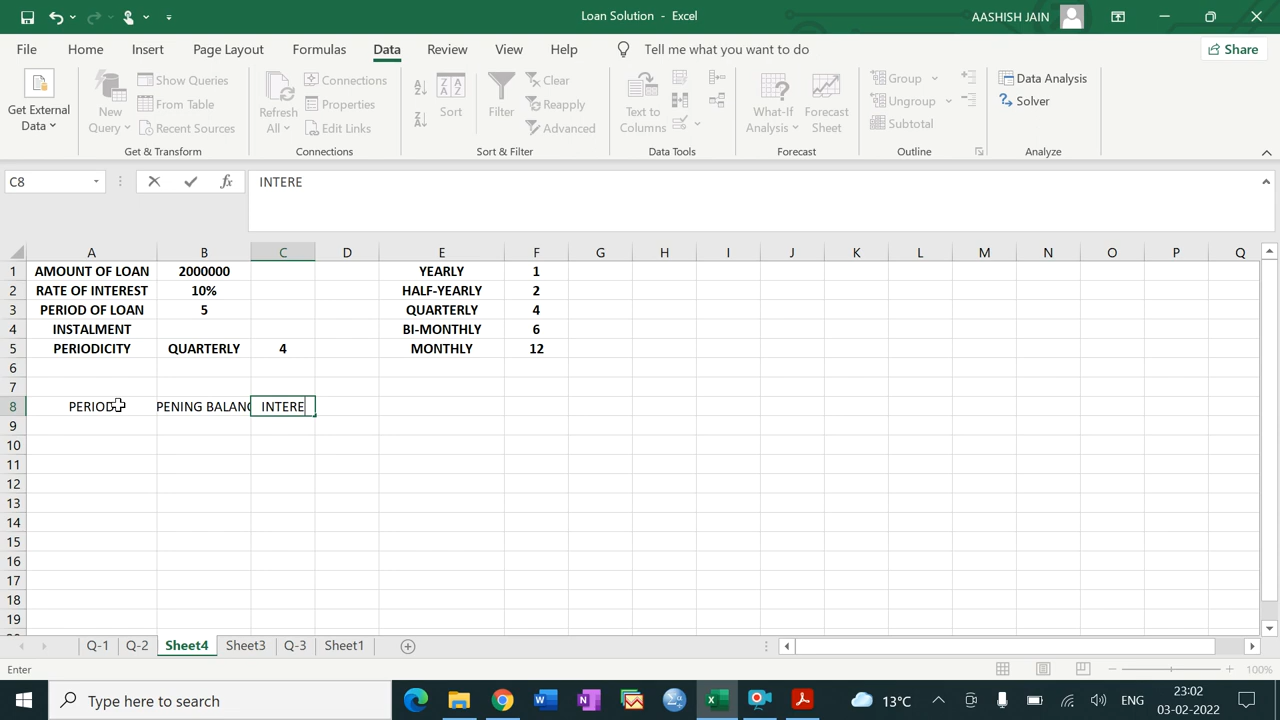 Loan Solution - Excel
AASHISH JAIN
File Home Insert Page Layout Formulas Data Review View Help Tell me what you want to do Share
Get External Data
New Query
Show Queries
From Table
Recent Sources
Get & Transform
Refresh All
Connections
Properties
Edit Links
Connections
Sort
Filter
Clear
Reapply
Advanced
Sort & Filter
Text to Columns
Data Tools
What-If Analysis
Forecast Sheet
Forecast
Group
Ungroup
Subtotal
Outline
Data Analysis
Solver
Analyze
C8 fx INTERE
A B C D E F G H I J K L M N O P Q
1 AMOUNT OF LOAN 2000000 YEARLY 1
2 RATE OF INTEREST 10% HALF-YEARLY 2
3 PERIOD OF LOAN 5 QUARTERLY 4
4 INSTALMENT BI-MONTHLY 6
5 PERIODICITY QUARTERLY 4 MONTHLY 12
6
7
8 PERIOD PENING BALANC INTERE
9
10
11
12
13
14
15
16
17
18
19
Q-1 Q-2 Sheet4 Sheet3 Q-3 Sheet1
Enter 100%
Type here to search
13°C ENG
23:02
03-02-2022